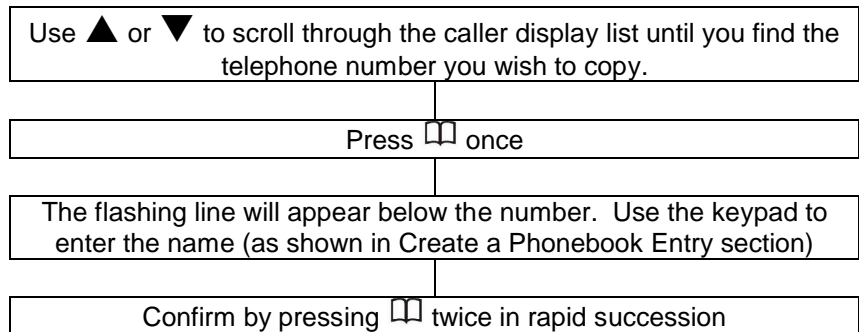 Use ▲ or ▼ to scroll through the caller display list until you find the
telephone number you wish to copy.
Press 🕮 once
The flashing line will appear below the number.  Use the keypad to
enter the name (as shown in Create a Phonebook Entry section)
Confirm by pressing 🕮 twice in rapid succession